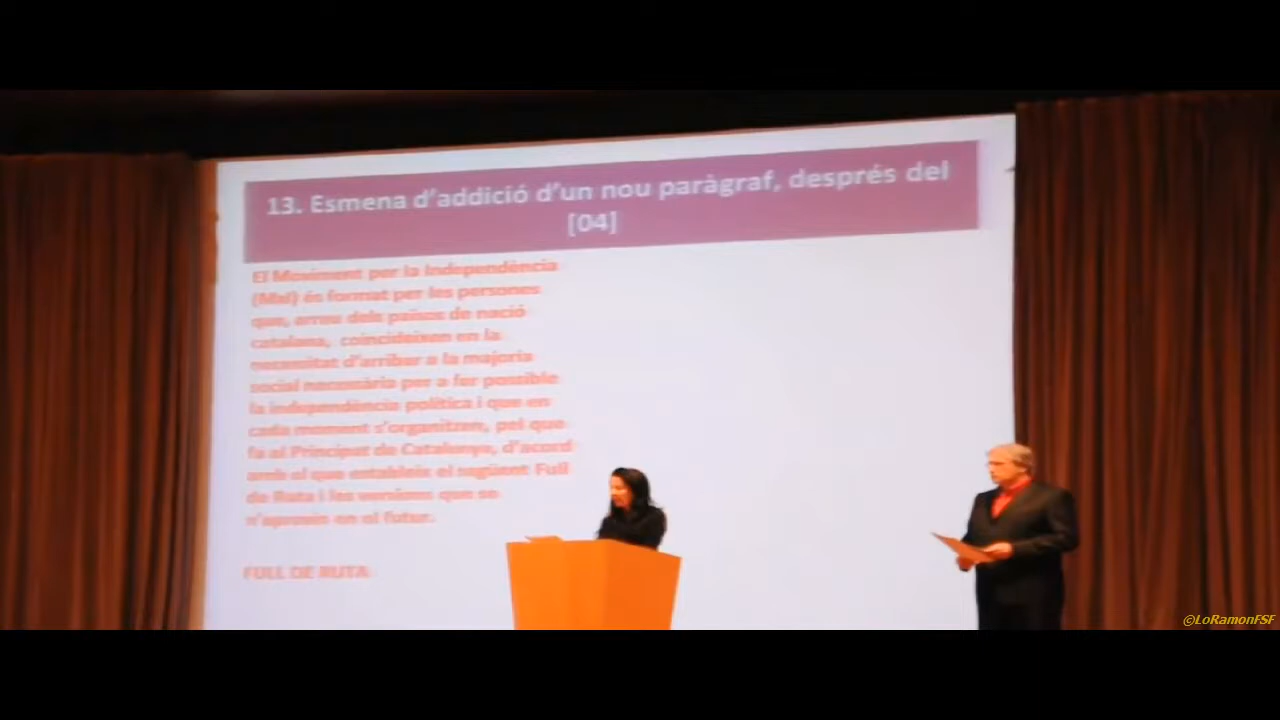 13. Esmena d'addició d'un nou paràgraf, després del
[04]
El Moviment per la Independència
(MxI) és format per les persones
que, arreu dels països de nació
catalana, coincideixen en la
necessitat d'arribar a la majoria
social necessària per a fer possible
la independència política i que en
cada moment s'organitzen, pel que
fa al Principat de Catalunya, d'acord
amb el que estableix el següent Full
de Ruta i les versions que se
n'aprovin en el futur.
FULL DE RUTA
©LoRamonFSF